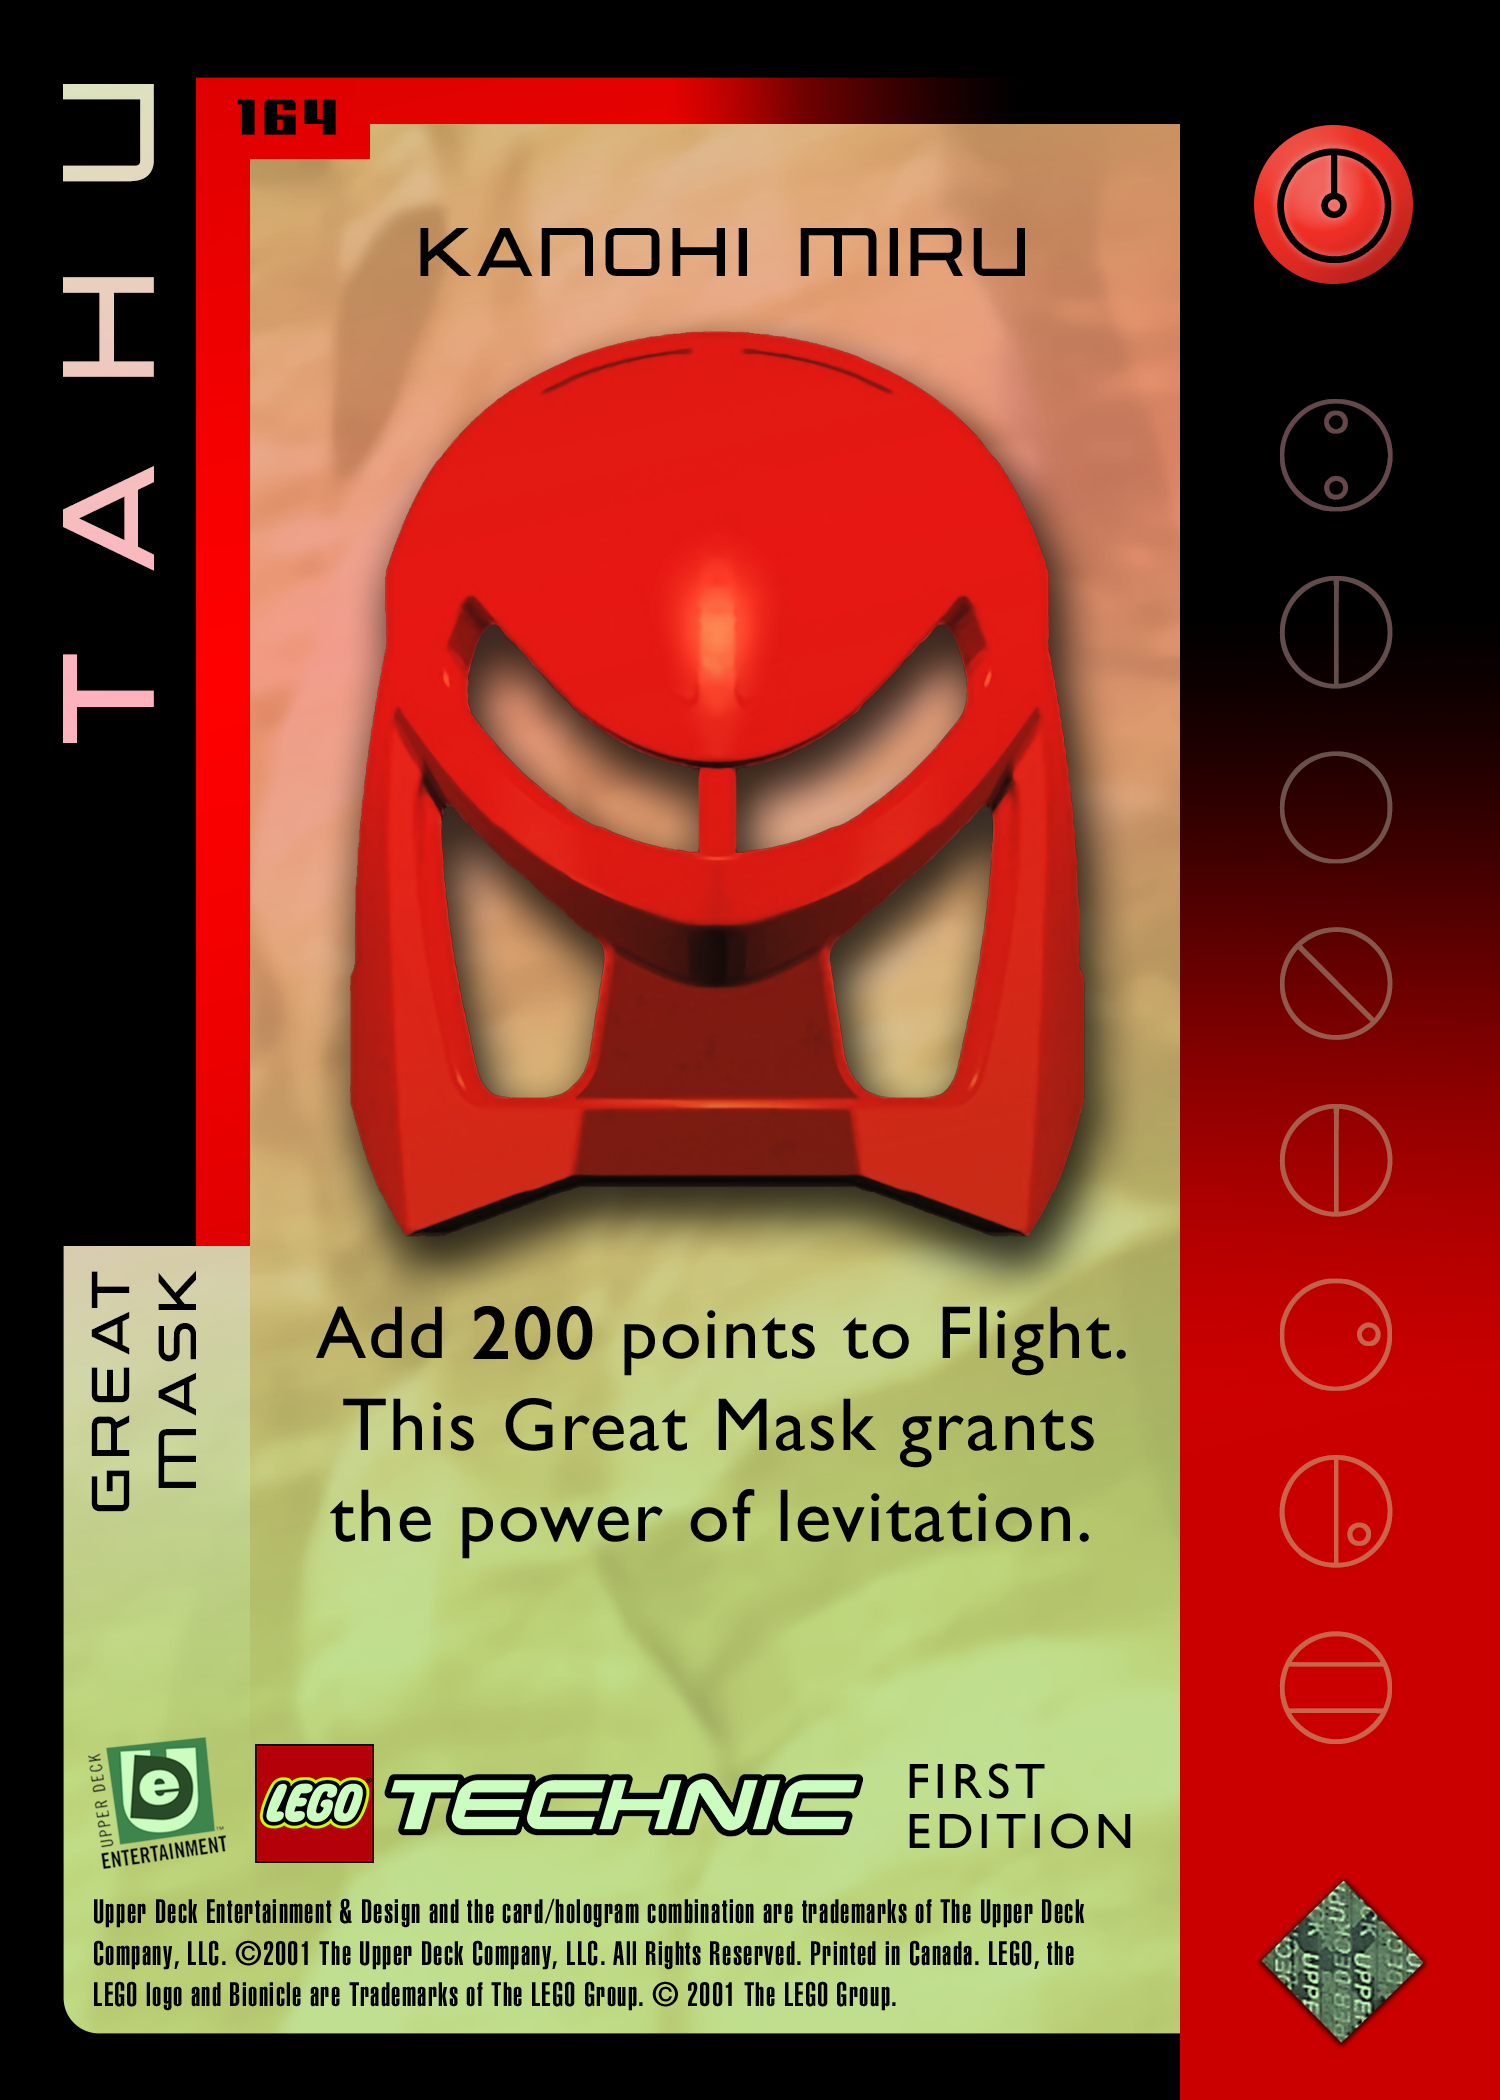 TAHU
164
KANOHI MIRU
GREAT
MASK
Add 200 points to Flight.
This Great Mask grants
the power of levitation.
UPPER DECK
e
ENTERTAINMENT
LEGO TECHNIC
FIRST
EDITION
Upper Deck Entertainment & Design and the card/hologram combination are trademarks of The Upper Deck
Company, LLC. ©2001 The Upper Deck Company, LLC. All Rights Reserved. Printed in Canada. LEGO, the
LEGO logo and Bionicle are Trademarks of The LEGO Group. © 2001 The LEGO Group.